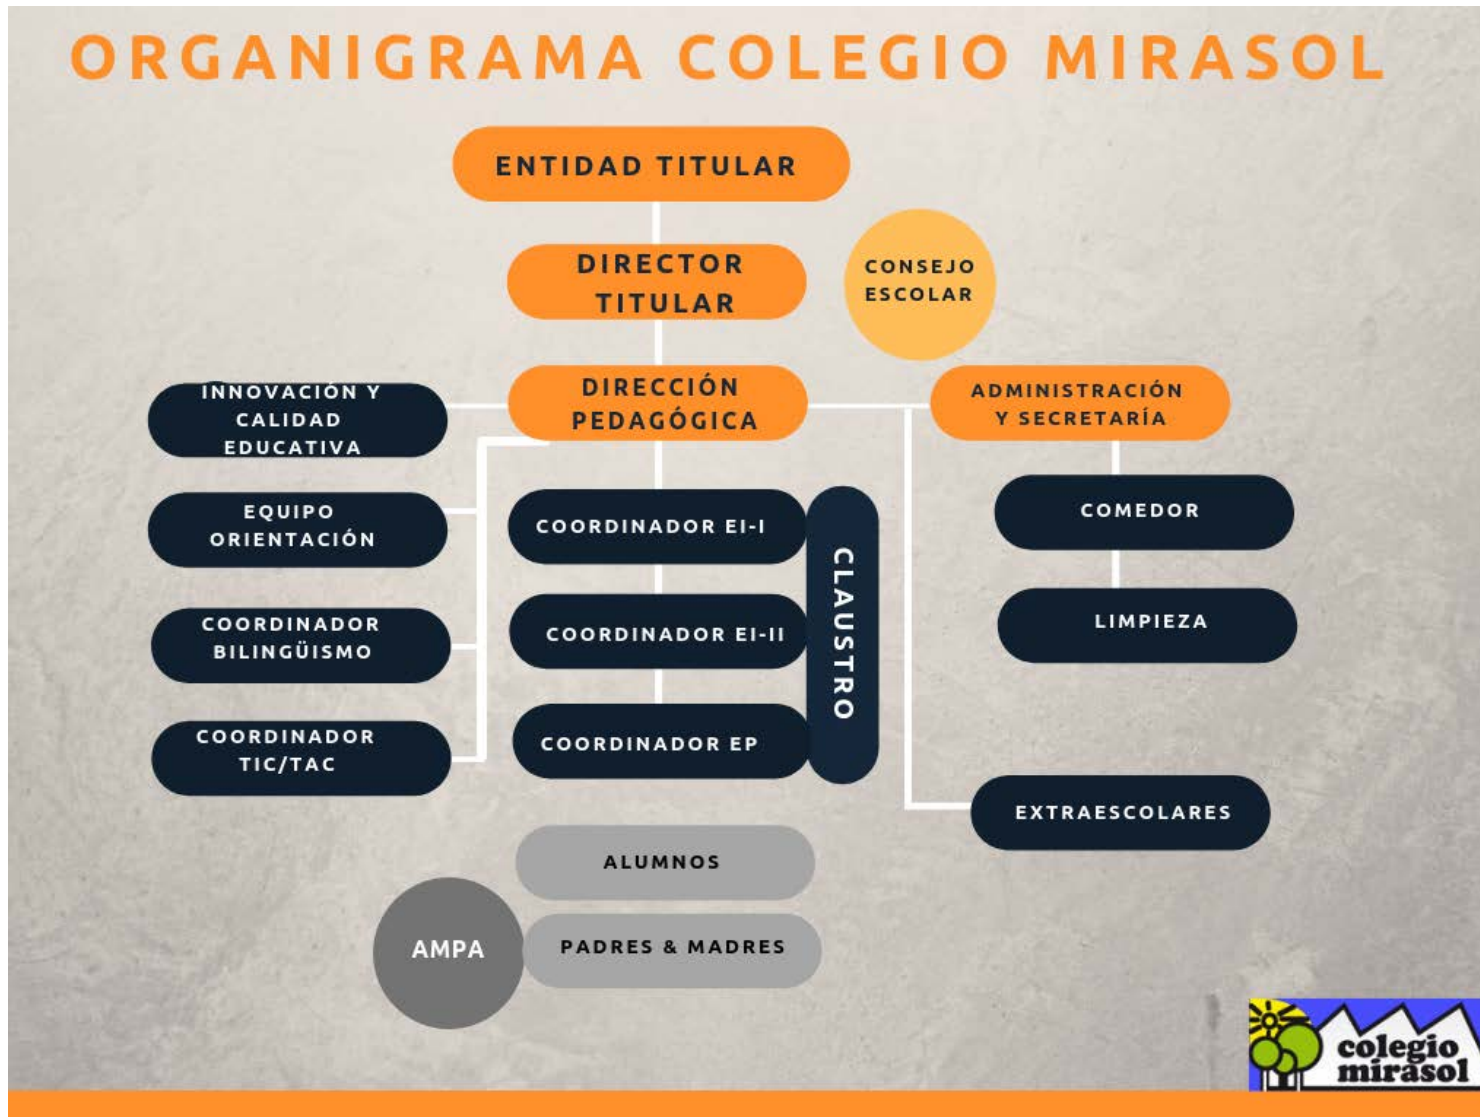 ORGANIGRAMA COLEGIO MIRASOL
ENTIDAD TITULAR
DIRECTOR
TITULAR
CONSEJO
ESCOLAR
INNOVACIÓN Y
CALIDAD
EDUCATIVA
DIRECCIÓN
PEDAGÓGICA
ADMINISTRACIÓN
Y SECRETARÍA
EQUIPO
ORIENTACIÓN
COORDINADOR
BILINGÜISMO
COORDINADOR
TIC/TAC
COORDINADOR EI-I
COORDINADOR EI-II
COORDINADOR EP
CLAUSTRO
COMEDOR
LIMPIEZA
EXTRAESCOLARES
ALUMNOS
AMPA
PADRES & MADRES
colegio
mirasol